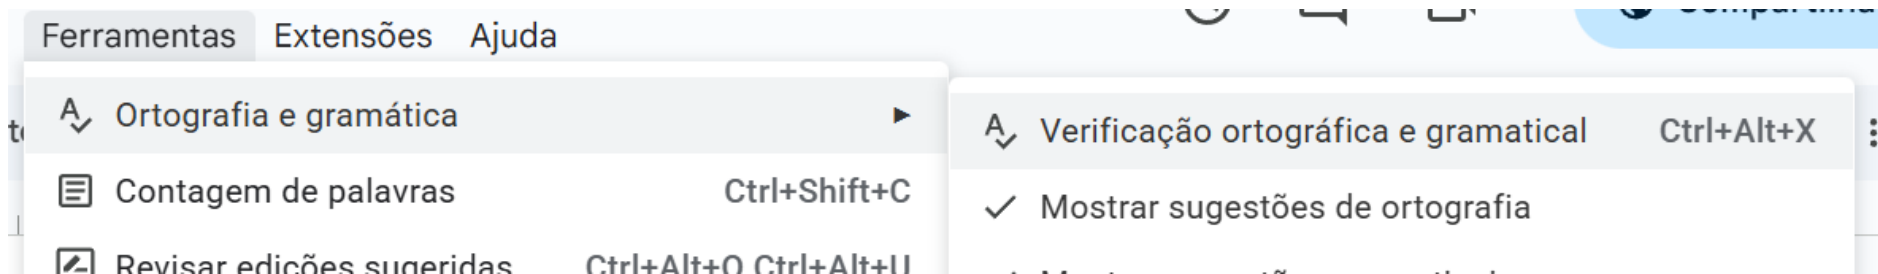 Ferramentas Extensões Ajuda
Ortografia e gramática
Verificação ortográfica e gramatical Ctrl+Alt+X
Contagem de palavras Ctrl+Shift+C
Mostrar sugestões de ortografia
Revisar edições sugeridas Ctrl+Alt+O Ctrl+Alt+U